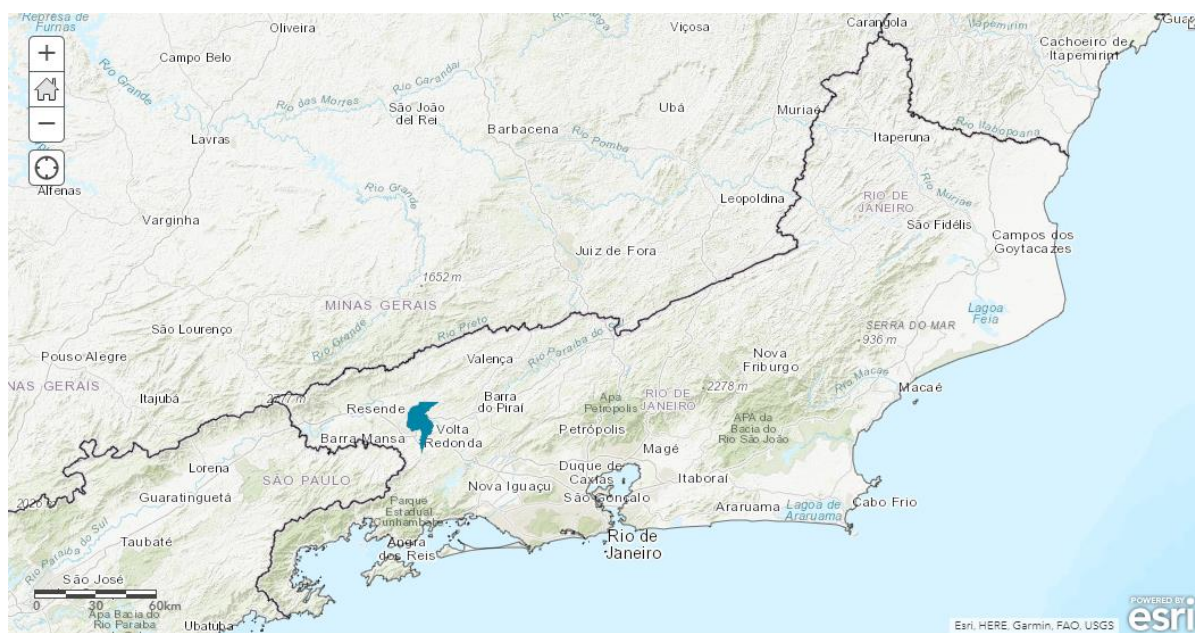 Represa de
Furnas
Oliveira
Viçosa
Carangola
Itapemirim
Cachoeiro de
Itapemirim
+
Campo Belo
Rio Grande
Rio Carandaí
Rio das Mortes
São João
del Rei
Ubá
Muriaé
Rio Itabapoana
−
Lavras
Barbacena
Rio Pomba
Itaperuna
Alfenas
Rio Grande
Leopoldina
RIO DE
JANEIRO
Rio Muriaé
Varginha
São Fidélis
Campos dos
Goytacazes
Juiz de Fora
1652 m
MINAS GERAIS
Lagoa
Feia
São Lourenço
Rio Grande
Rio Preto
Rio Paraíba do
SERRA DO MAR
936 m
Pouso Alegre
Valença
Nova
Friburgo
Rio Macaé
NAS GERAIS
Itajubá
2278 m
Macaé
Resende
Barra
do Piraí
Apa
Petrópolis
RIO DE
JANEIRO
APA da
Bacia do
Rio São João
Barra Mansa
Volta
Redonda
Petrópolis
Magé
Lorena
SÃO PAULO
Duque de
Caxias
Itaboraí
Guaratinguetá
Nova Iguaçu
São Gonçalo
Araruama
Lagoa de
Araruama
Cabo Frio
Parque
Estadual
Cunhambebe
Rio Paraíba do Sul
Taubaté
Angra
dos Reis
Rio de
Janeiro
São José
0 30 60km
Apa Bacia do
Rio Paraíba
Ubatuba
Esri, HERE, Garmin, FAO, USGS
POWERED BY
esri